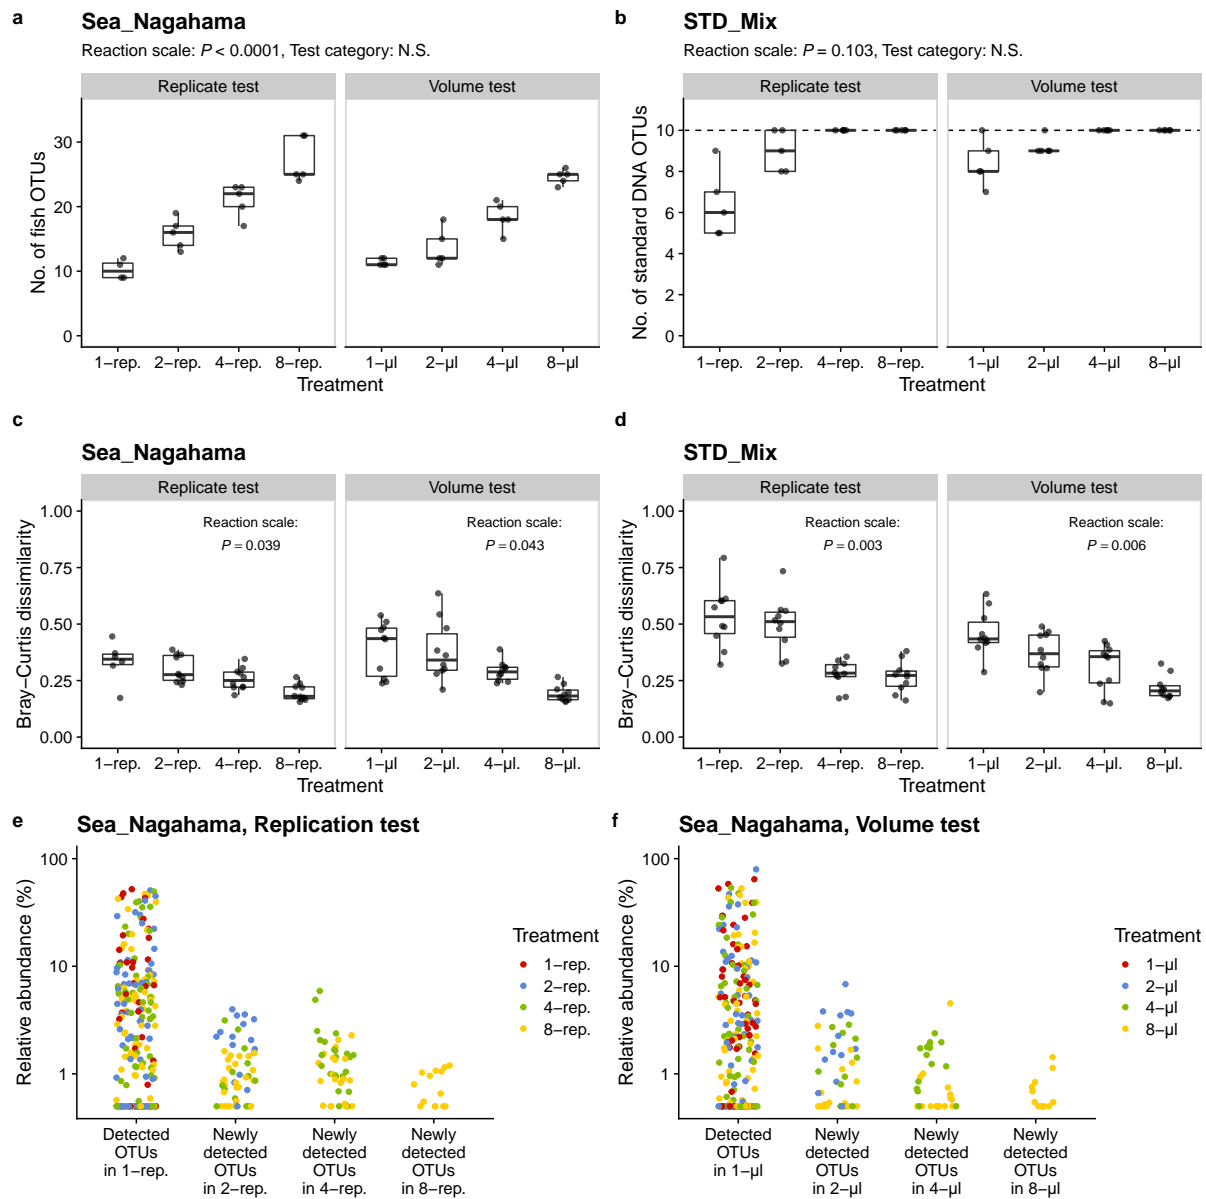 a
Sea_Nagahama
Reaction scale: P < 0.0001, Test category: N.S.
Replicate test
Volume test
No. of fish OTUs
30
20
10
0
1−rep.
2−rep.
4−rep.
8−rep.
1−µl
2−µl
4−µl
8−µl
Treatment
b
STD_Mix
Reaction scale: P = 0.103, Test category: N.S.
Replicate test
Volume test
No. of standard DNA OTUs
10
8
6
4
2
0
1−rep.
2−rep.
4−rep.
8−rep.
1−µl
2−µl
4−µl
8−µl
Treatment
c
Sea_Nagahama
Replicate test
Volume test
Reaction scale:
P = 0.039
Reaction scale:
P = 0.043
Bray−Curtis dissimilarity
1.00
0.75
0.50
0.25
0.00
1−rep.
2−rep.
4−rep.
8−rep.
1−µl
2−µl.
4−µl.
8−µl.
Treatment
d
STD_Mix
Replicate test
Volume test
Reaction scale:
P = 0.003
Reaction scale:
P = 0.006
Bray−Curtis dissimilarity
1.00
0.75
0.50
0.25
0.00
1−rep.
2−rep.
4−rep.
8−rep.
1−µl
2−µl.
4−µl.
8−µl.
Treatment
e
Sea_Nagahama, Replication test
Relative abundance (%)
100
10
1
Detected
OTUs
in 1−rep.
Newly
detected
OTUs
in 2−rep.
Newly
detected
OTUs
in 4−rep.
Newly
detected
OTUs
in 8−rep.
Treatment
1−rep.
2−rep.
4−rep.
8−rep.
f
Sea_Nagahama, Volume test
Relative abundance (%)
100
10
1
Detected
OTUs
in 1−µl
Newly
detected
OTUs
in 2−µl
Newly
detected
OTUs
in 4−µl
Newly
detected
OTUs
in 8−µl
Treatment
1−µl
2−µl
4−µl
8−µl